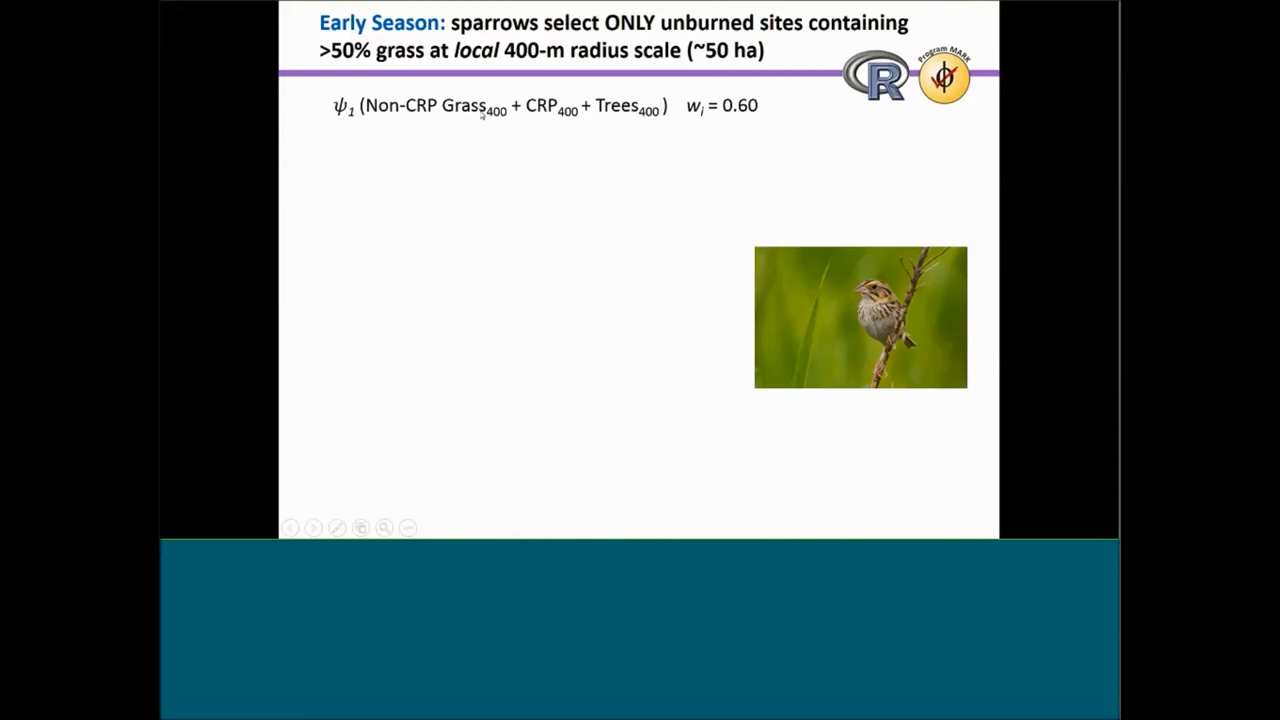 Early Season: sparrows select ONLY unburned sites containing
>50% grass at local 400-m radius scale (~50 ha)
Program MARK
R
ψ1 (Non-CRP Grass400 + CRP400 + Trees400 ) wi = 0.60